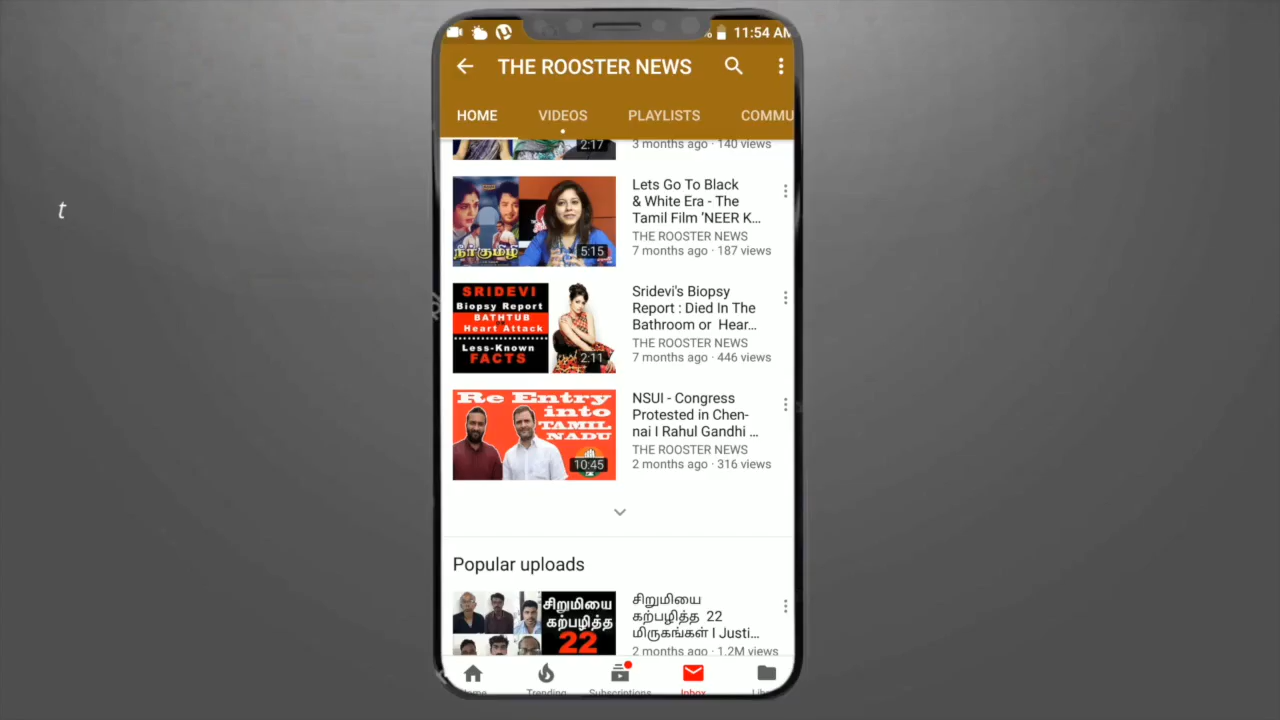 11:54 AM
THE ROOSTER NEWS
HOME VIDEOS PLAYLISTS COMMU
2:17
3 months ago · 140 views
t
நீர்குமிழி
5:15
Lets Go To Black
& White Era - The
Tamil Film ‘NEER K...
THE ROOSTER NEWS
7 months ago · 187 views
SRIDEVI
Biopsy Report
BATHTUB
Heart Attack
Less-Known
FACTS
2:11
Sridevi's Biopsy
Report : Died In The
Bathroom or Hear...
THE ROOSTER NEWS
7 months ago · 446 views
Re Entry
into
TAMIL
NADU
10:45
NSUI - Congress
Protested in Chen-
nai I Rahul Gandhi ...
THE ROOSTER NEWS
2 months ago · 316 views
Popular uploads
சிறுமியை
கற்பழித்த
22
சிறுமியை
கற்பழித்த 22
மிருகங்கள் I Justi...
2 months ago · 1.2M views
Home Trending Subscriptions Inbox